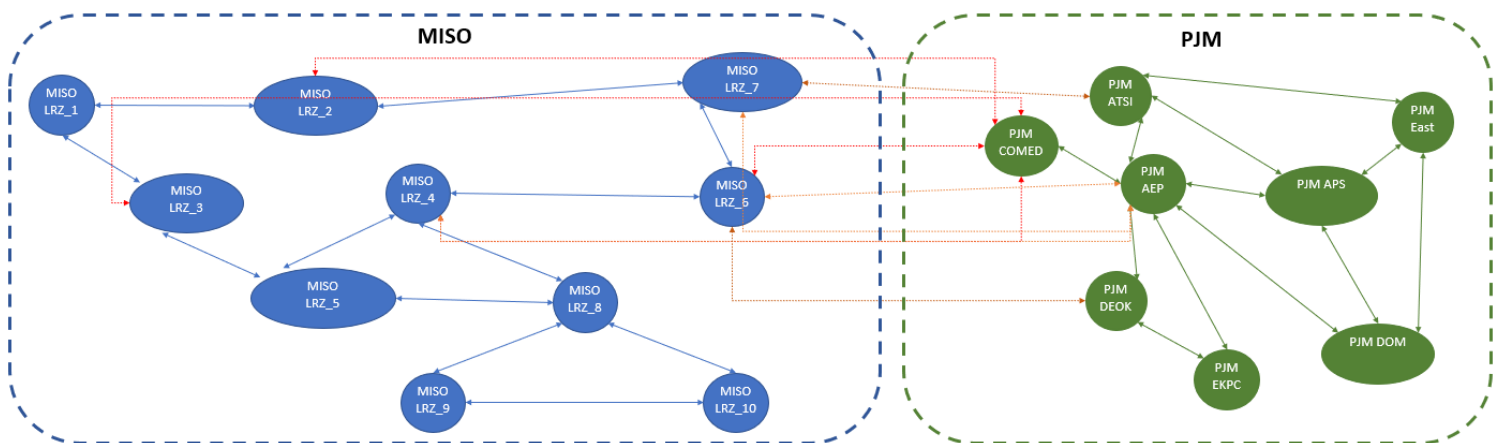 MISO
PJM
MISO
LRZ_1
MISO
LRZ_2
MISO
LRZ_7
MISO
LRZ_3
MISO
LRZ_4
MISO
LRZ_6
MISO
LRZ_5
MISO
LRZ_8
MISO
LRZ_9
MISO
LRZ_10
PJM
ATSI
PJM
East
PJM
COMED
PJM
AEP
PJM APS
PJM
DEOK
PJM DOM
PJM
EKPC